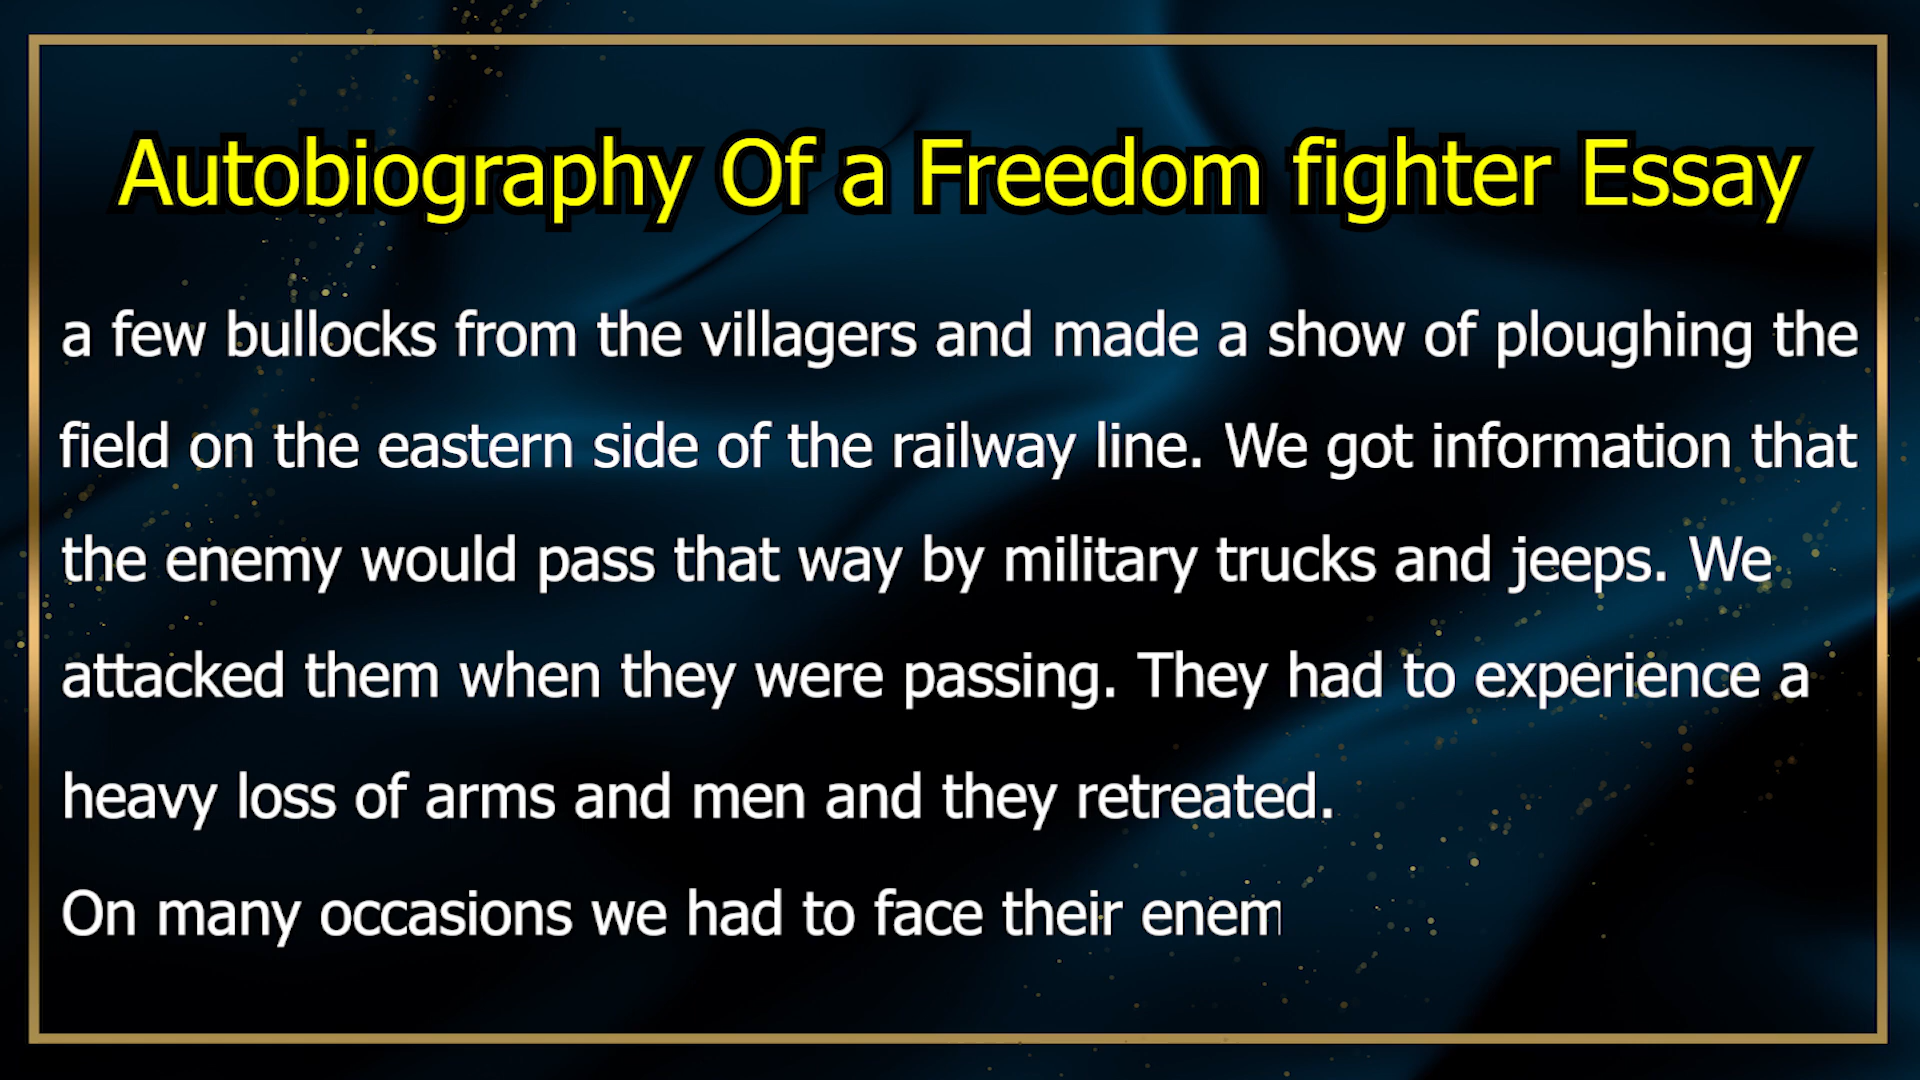 Autobiography Of a Freedom fighter Essay
a few bullocks from the villagers and made a show of ploughing the
field on the eastern side of the railway line. We got information that
the enemy would pass that way by military trucks and jeeps. We
attacked them when they were passing. They had to experience a
heavy loss of arms and men and they retreated.
On many occasions we had to face their enem